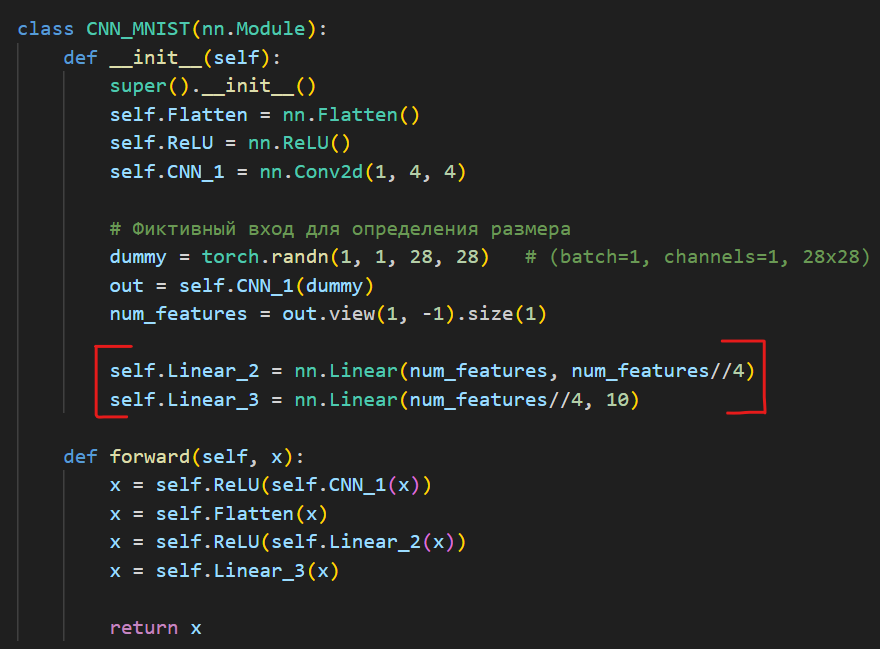 class CNN_MNIST(nn.Module):
    def __init__(self):
        super().__init__()
        self.Flatten = nn.Flatten()
        self.ReLU = nn.ReLU()
        self.CNN_1 = nn.Conv2d(1, 4, 4)

        # Фиктивный вход для определения размера
        dummy = torch.randn(1, 1, 28, 28)   # (batch=1, channels=1, 28x28)
        out = self.CNN_1(dummy)
        num_features = out.view(1, -1).size(1)

        self.Linear_2 = nn.Linear(num_features, num_features//4)
        self.Linear_3 = nn.Linear(num_features//4, 10)

    def forward(self, x):
        x = self.ReLU(self.CNN_1(x))
        x = self.Flatten(x)
        x = self.ReLU(self.Linear_2(x))
        x = self.Linear_3(x)

        return x